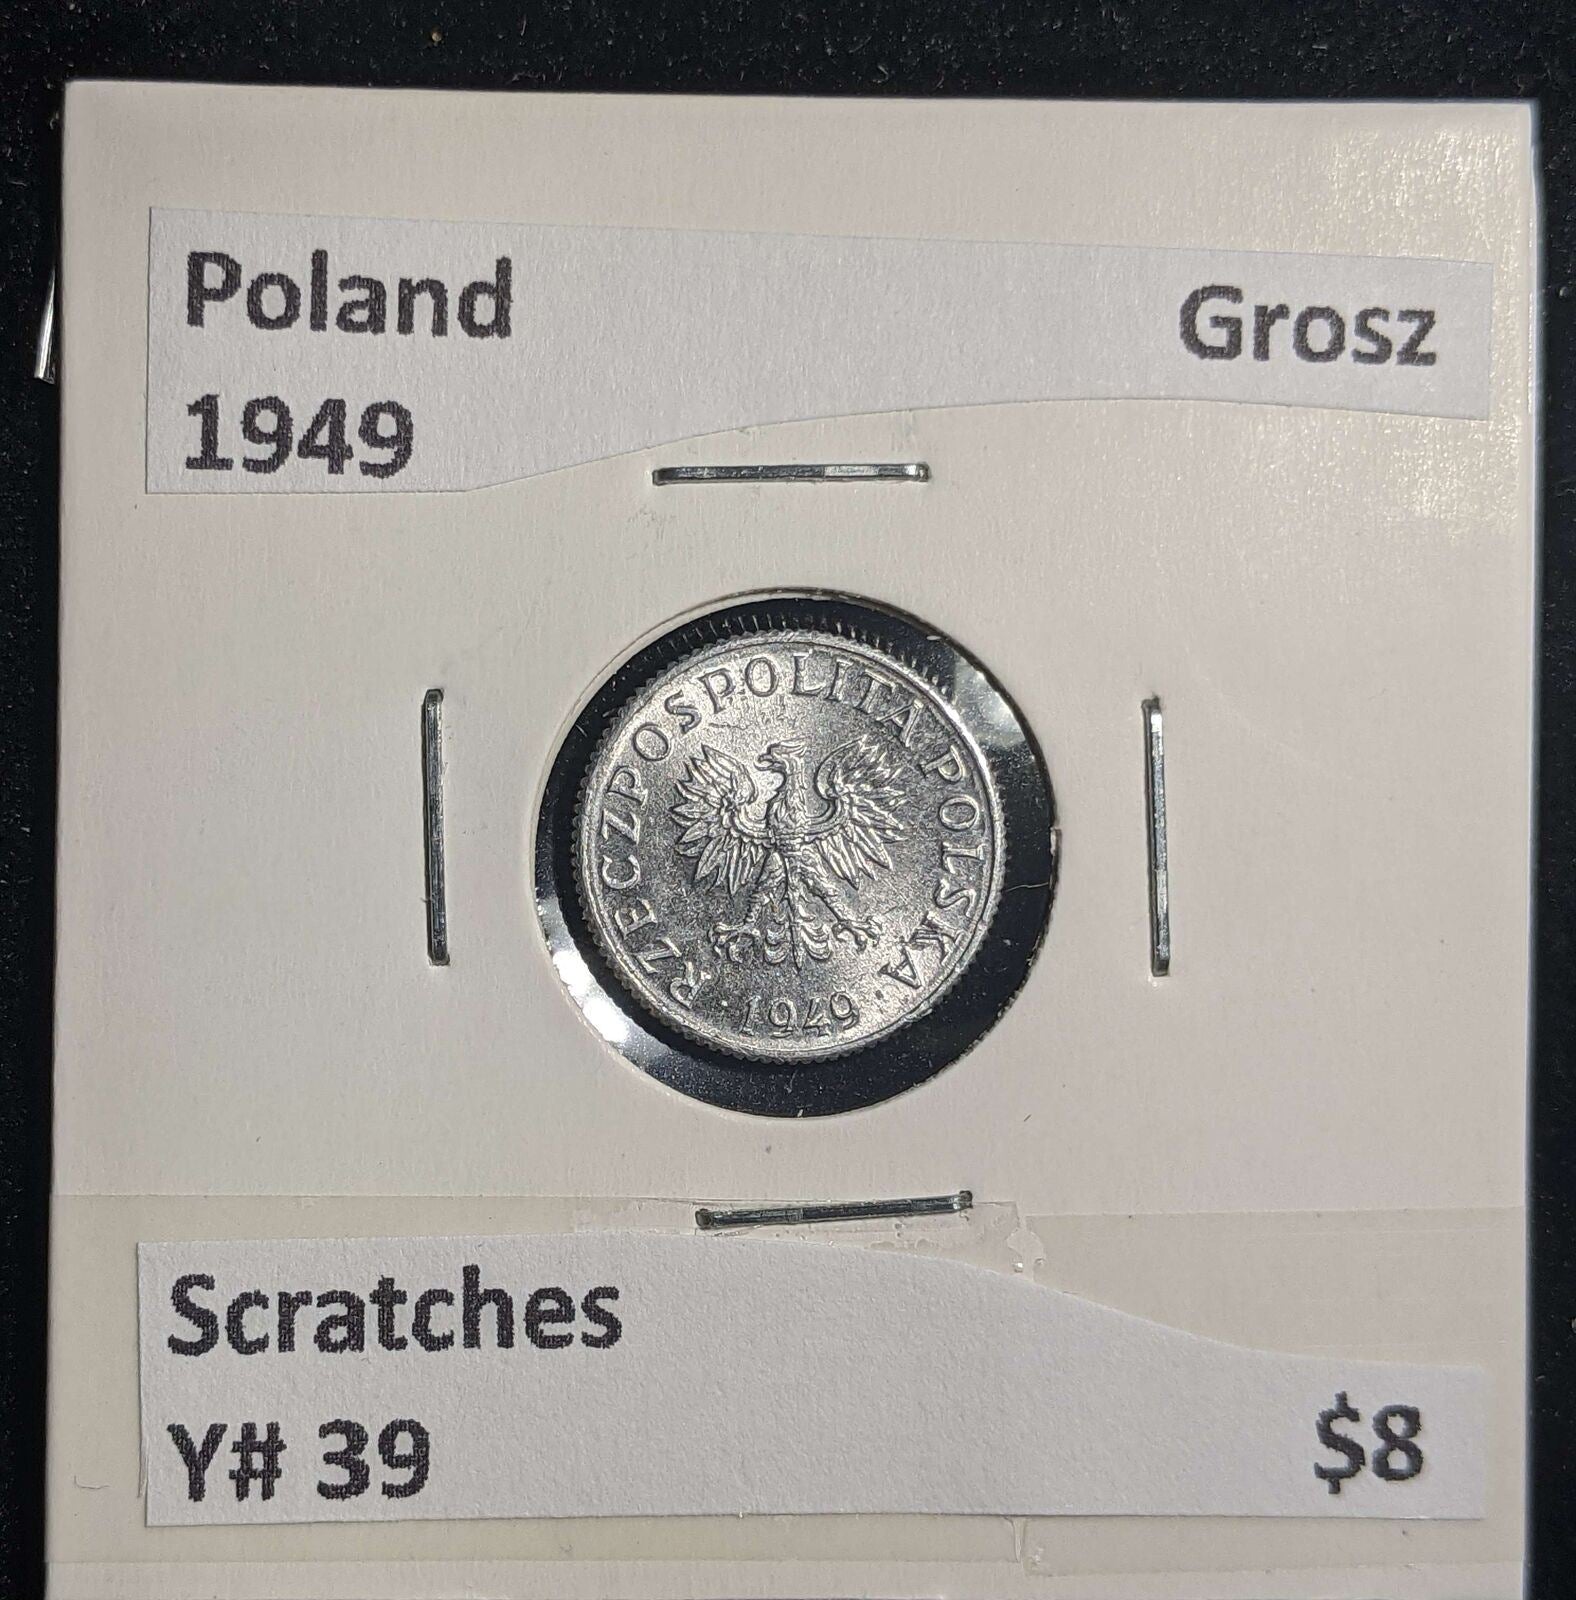 Poland Grosz
1949
RZECZPOSPOLITA POLSKA
· 1949 ·
Scratches
Y# 39 $8